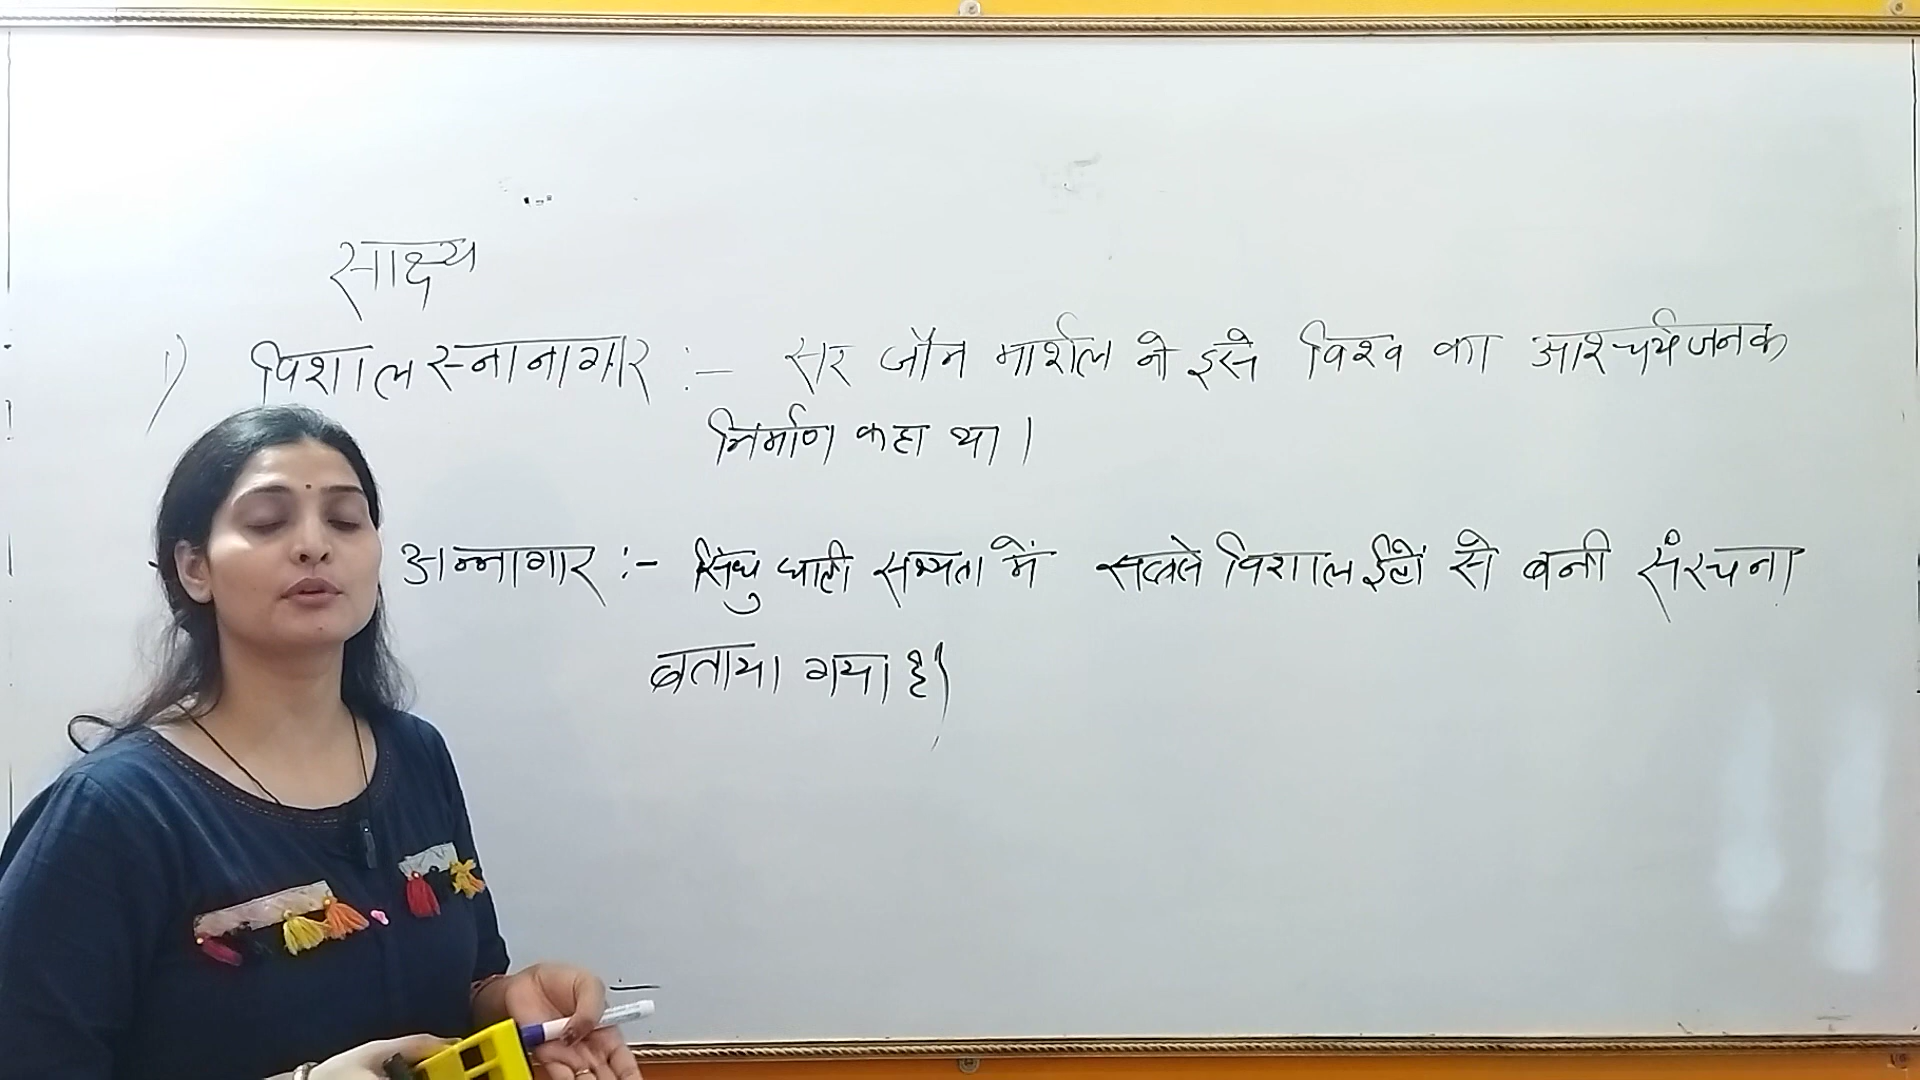 साक्ष्य
1) विशाल स्नानागार :- सर जॉन मार्शल ने इसे विश्व का आश्चर्यजनक
निर्माण कहा था।
अन्नागार :- सिंधु घाटी सभ्यता में सबसे विशाल ईंटों से बनी संरचना
बताया गया है।